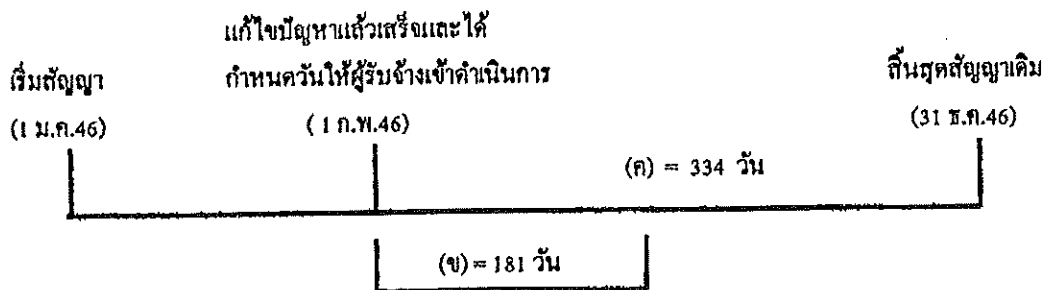 แก้ไขปัญหาแล้วเสร็จและได้
เริ่มสัญญา กำหนดวันให้ผู้รับจ้างเข้าดำเนินการ สิ้นสุดสัญญาเดิม
(1 ม.ค.46) (1 ก.พ.46) (31 ธ.ค.46)
(ค) = 334 วัน
(ข) = 181 วัน